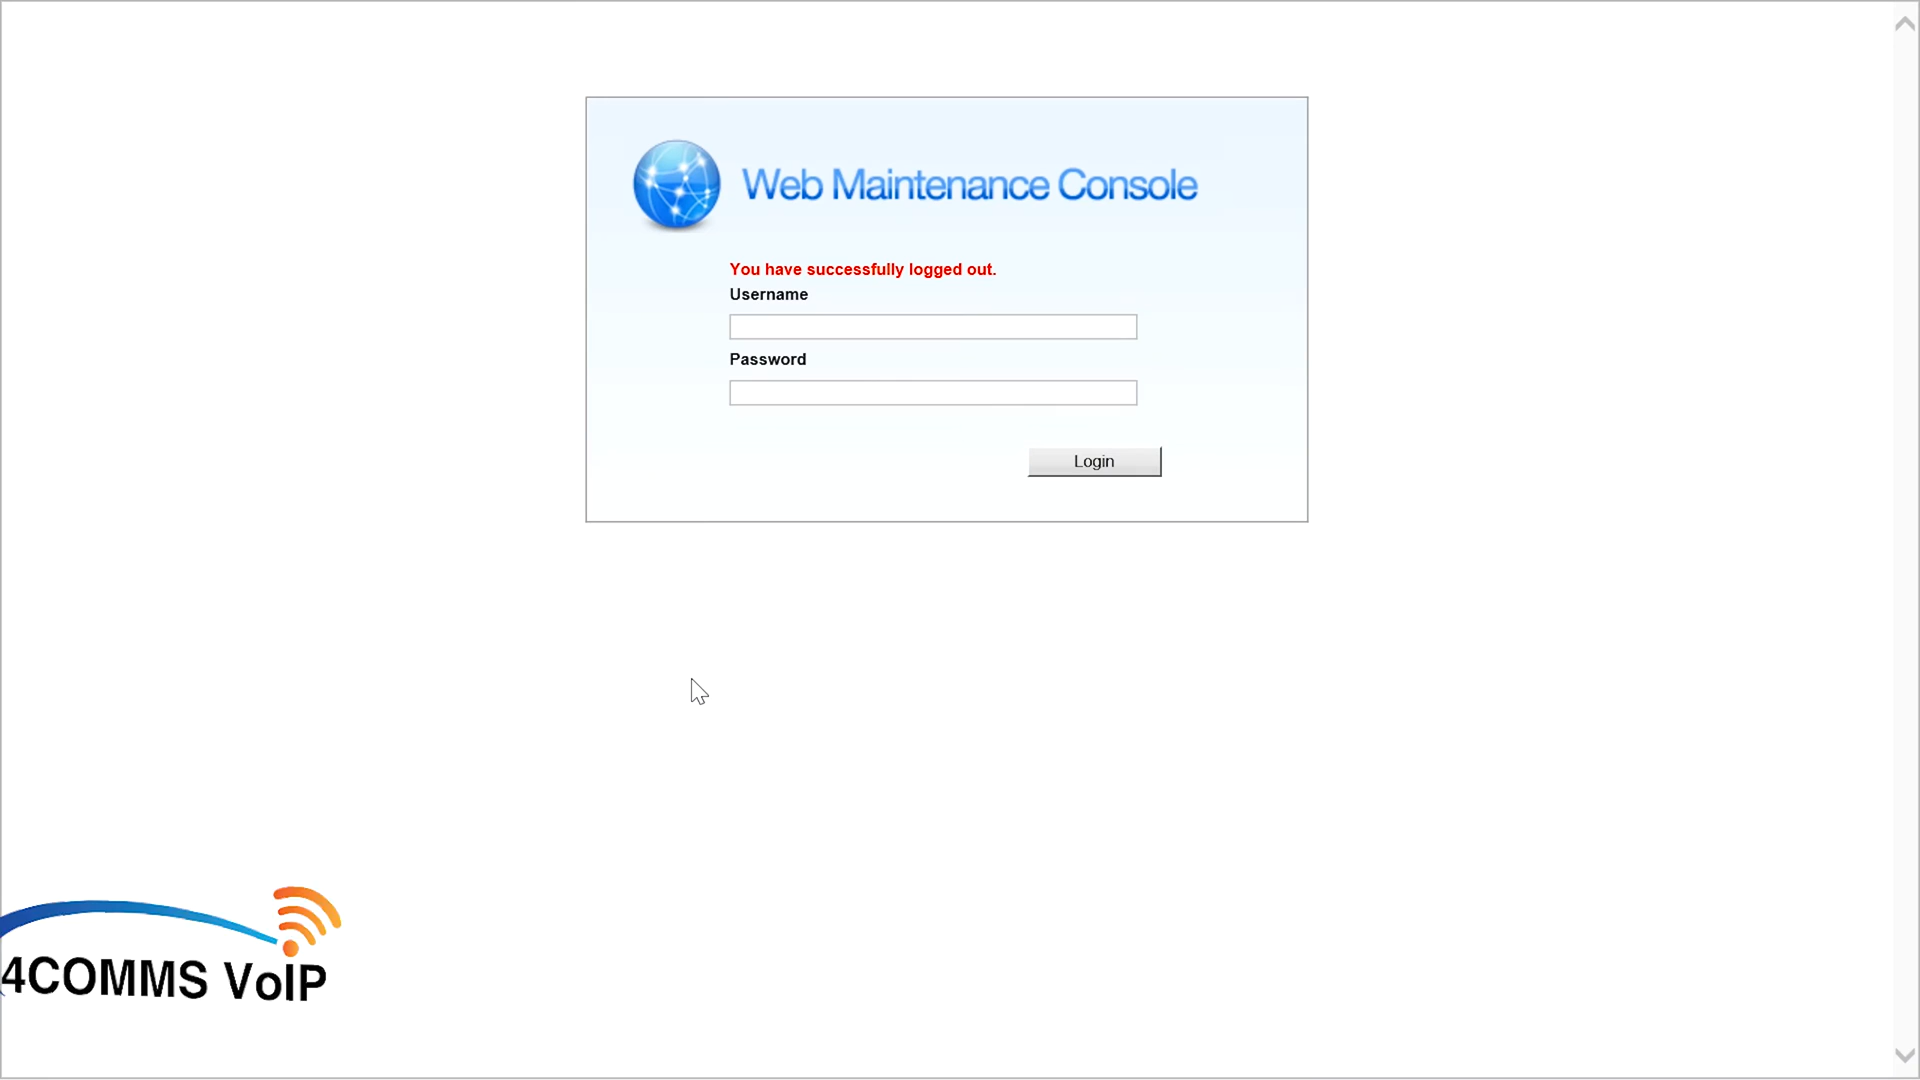 Web Maintenance Console
You have successfully logged out.
Username
Password
Login
4COMMS VoIP